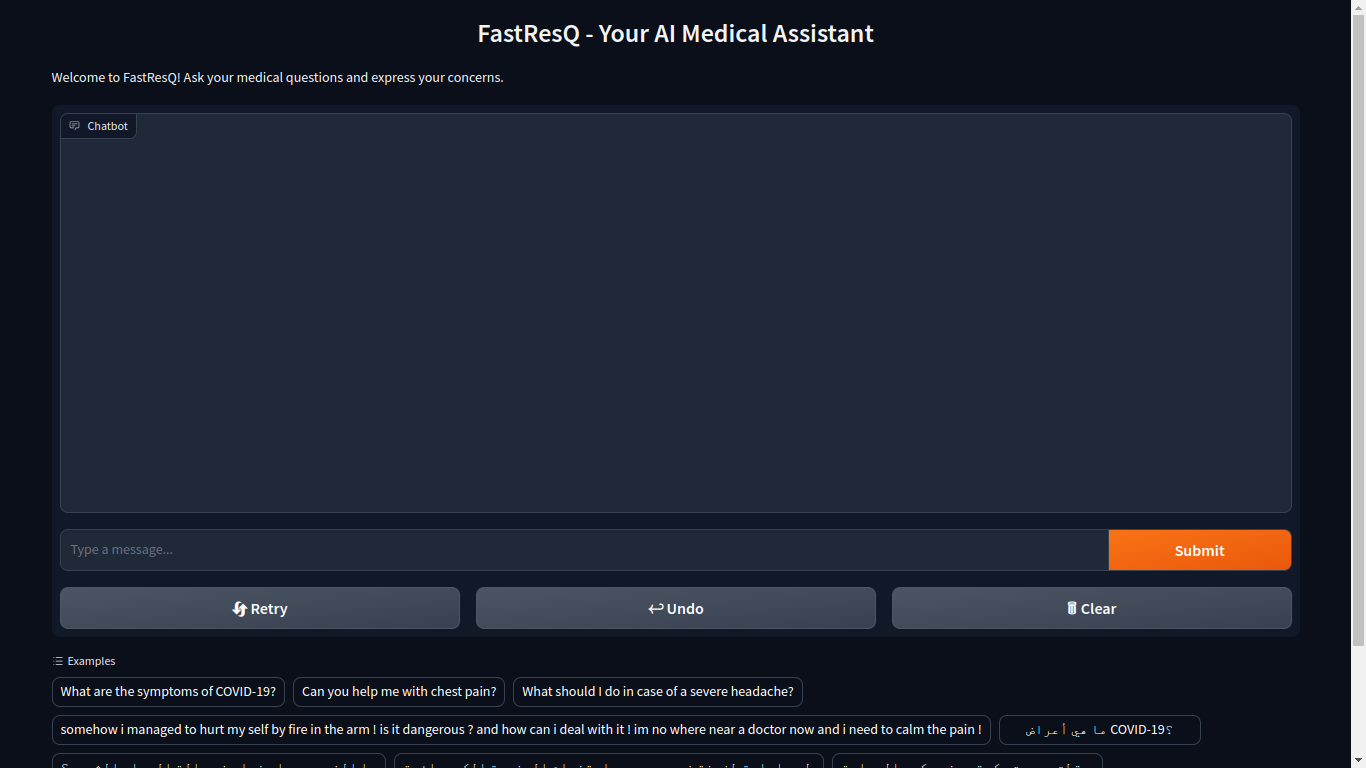 FastResQ - Your AI Medical Assistant
Welcome to FastResQ! Ask your medical questions and express your concerns.
Chatbot
Type a message...
Submit
Retry
Undo
Clear
Examples
What are the symptoms of COVID-19?
Can you help me with chest pain?
What should I do in case of a severe headache?
somehow i managed to hurt my self by fire in the arm ! is it dangerous ? and how can i deal with it ! im no where near a doctor now and i need to calm the pain !
ما هي أعراض COVID-19؟